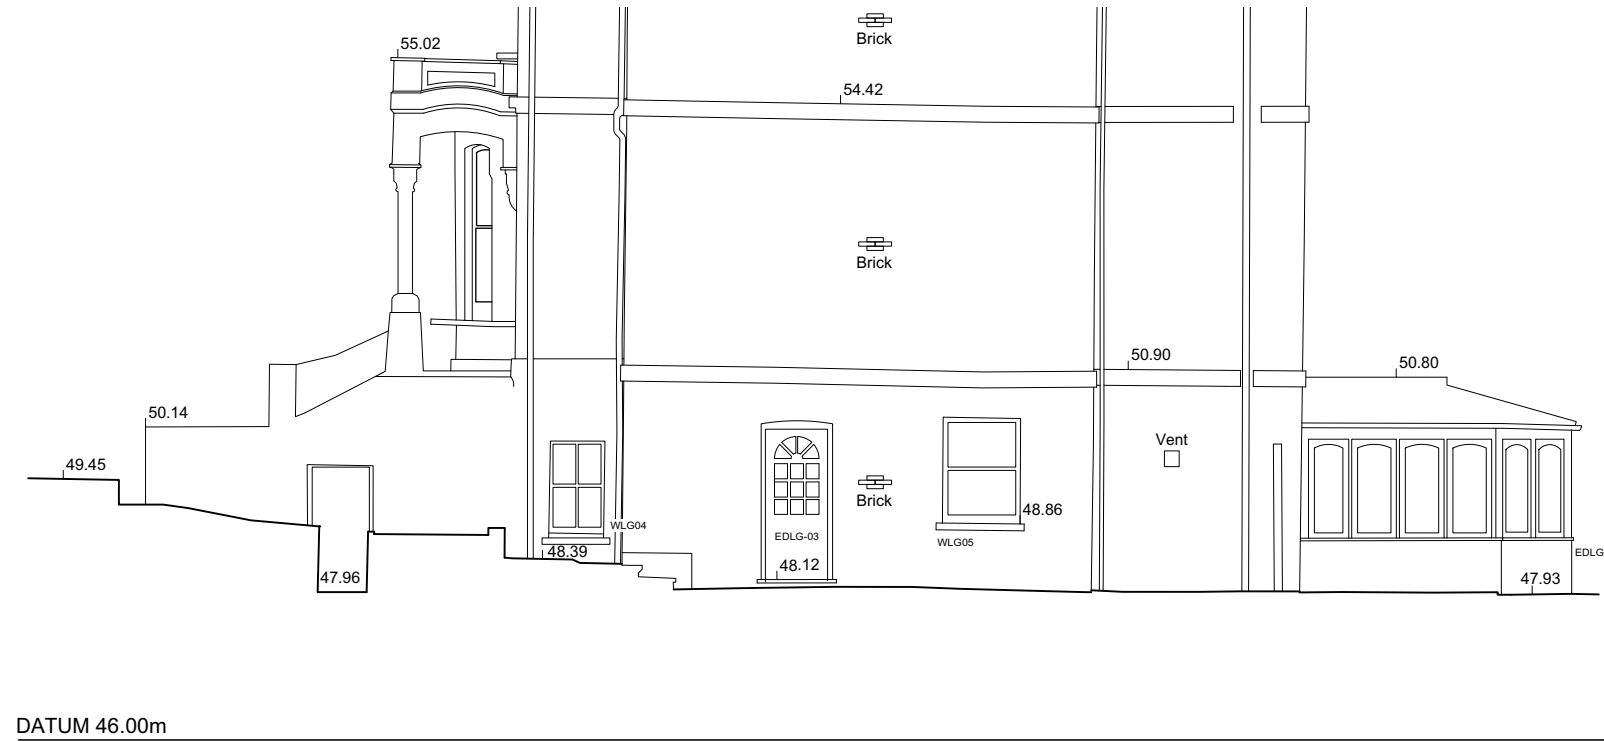 Brick
55.02
54.42
Brick
50.90
50.80
50.14
Vent
49.45
Brick
48.86
WLG04
EDLG-03
WLG05
48.39
EDLG
48.12
47.96
47.93
DATUM 46.00m